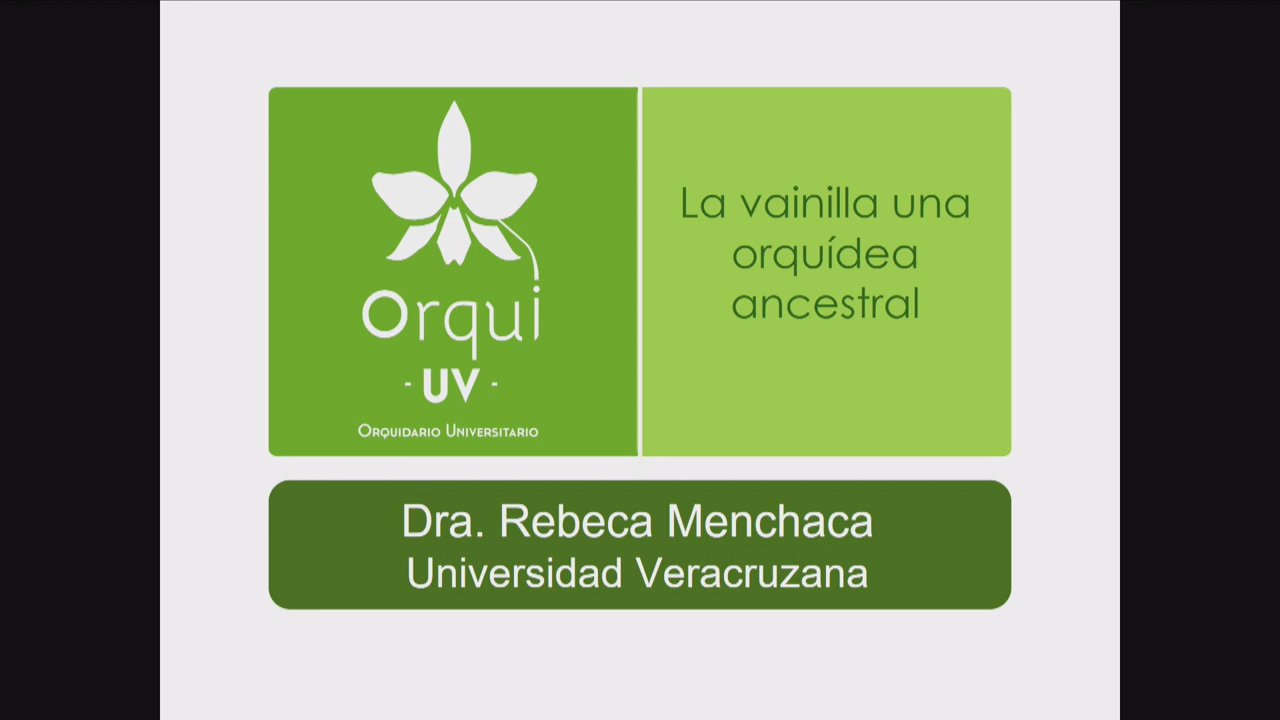 Orqui
- UV -
Orquidario Universitario
La vainilla una
orquídea
ancestral
Dra. Rebeca Menchaca
Universidad Veracruzana